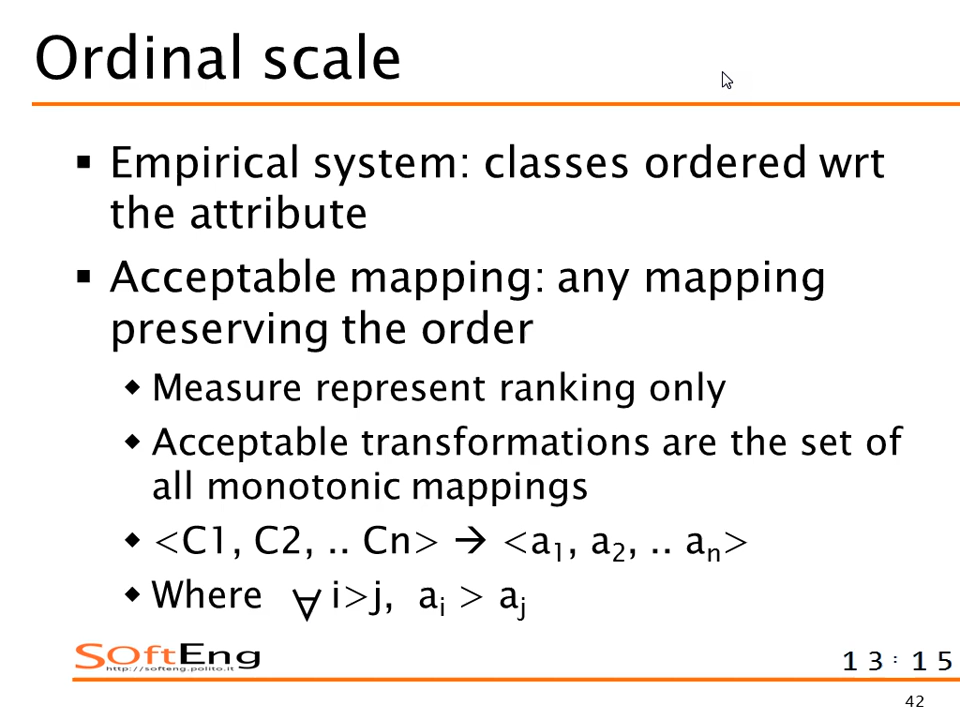 Ordinal scale
▪ Empirical system: classes ordered wrt
the attribute
▪ Acceptable mapping: any mapping
preserving the order
◆ Measure represent ranking only
◆ Acceptable transformations are the set of
all monotonic mappings
◆ <C1, C2, .. Cn> → <a₁, a₂, .. aₙ>
◆ Where ∀ i>j, aᵢ > aⱼ
SOftEng
http://softeng.polito.it
13:15
42